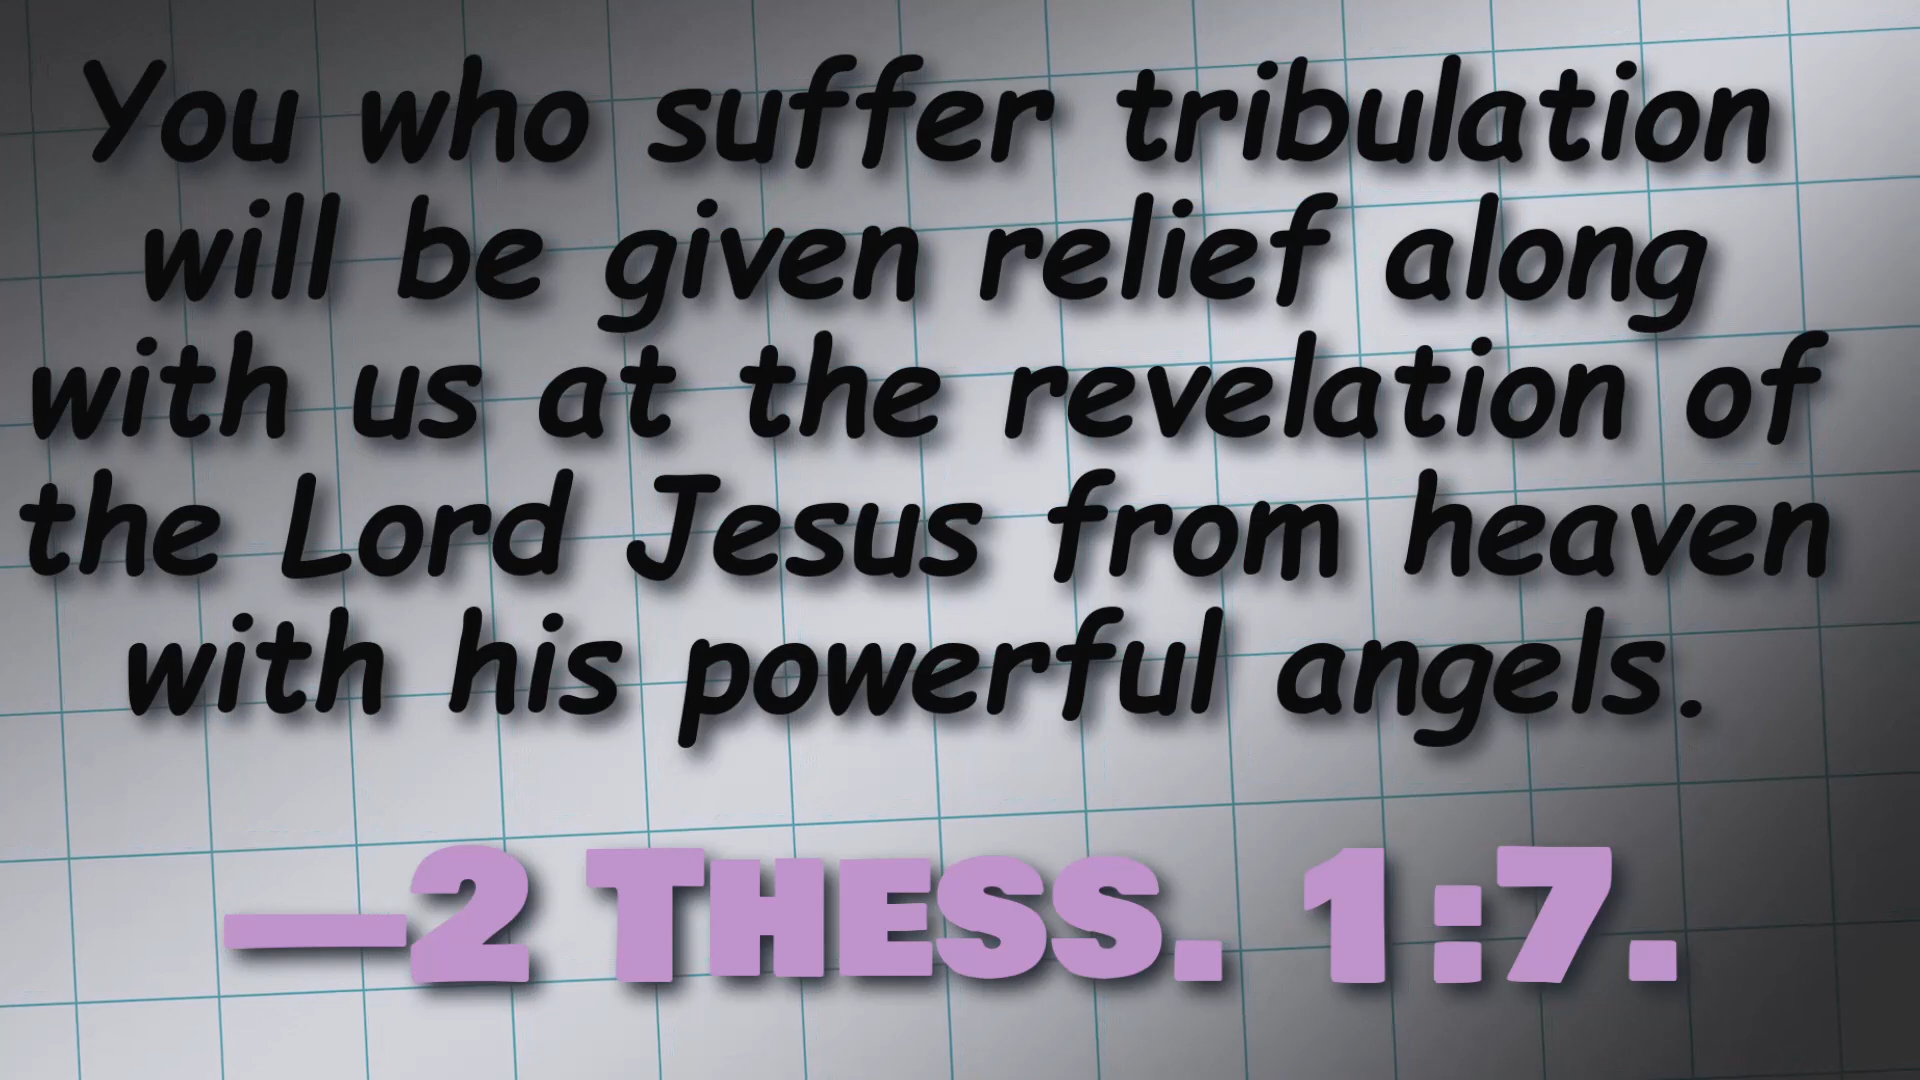 You who suffer tribulation
will be given relief along
with us at the revelation of
the Lord Jesus from heaven
with his powerful angels.
—2 THESS. 1:7.